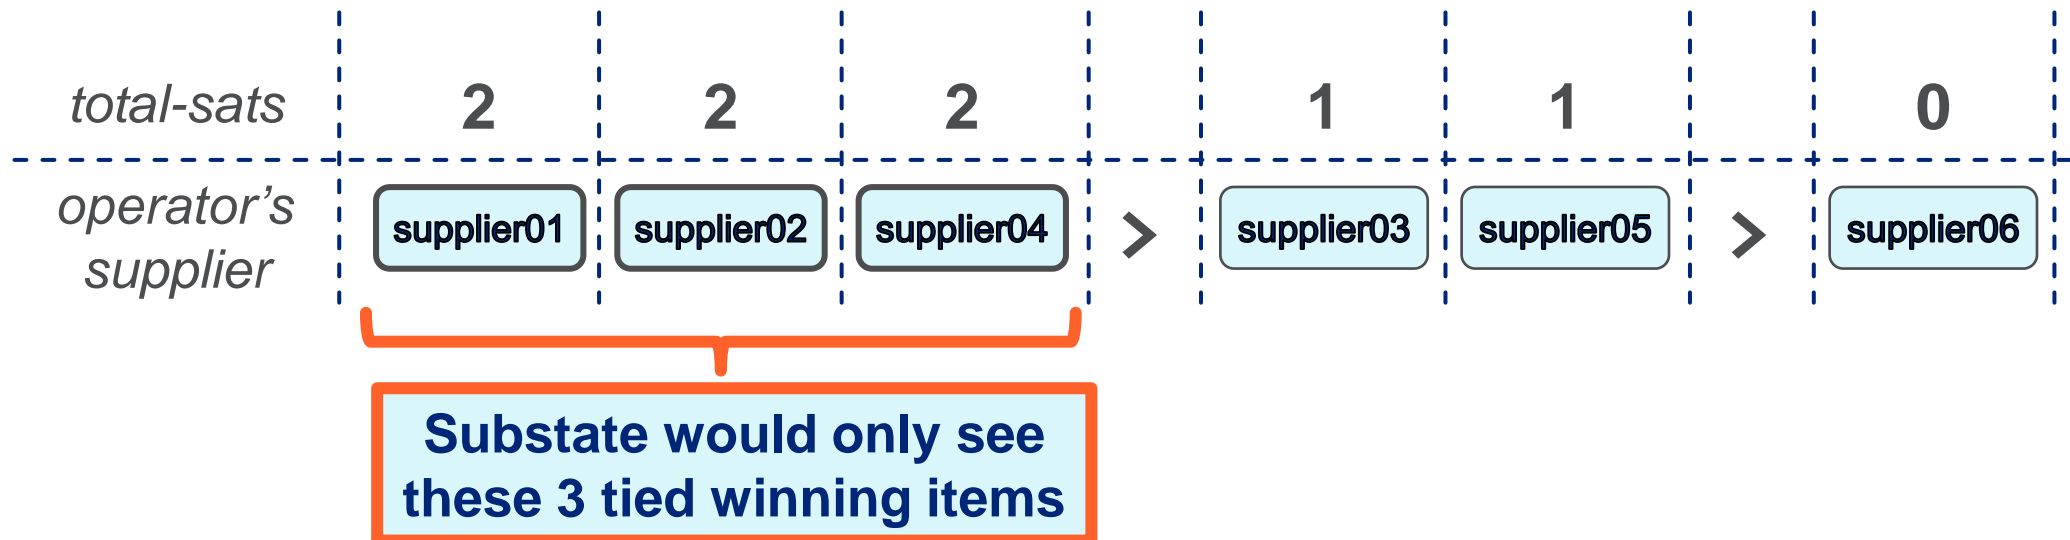 total-sats 2 2 2 1 1 0
operator’s
supplier
supplier01 supplier02 supplier04 > supplier03 supplier05 > supplier06
Substate would only see
these 3 tied winning items